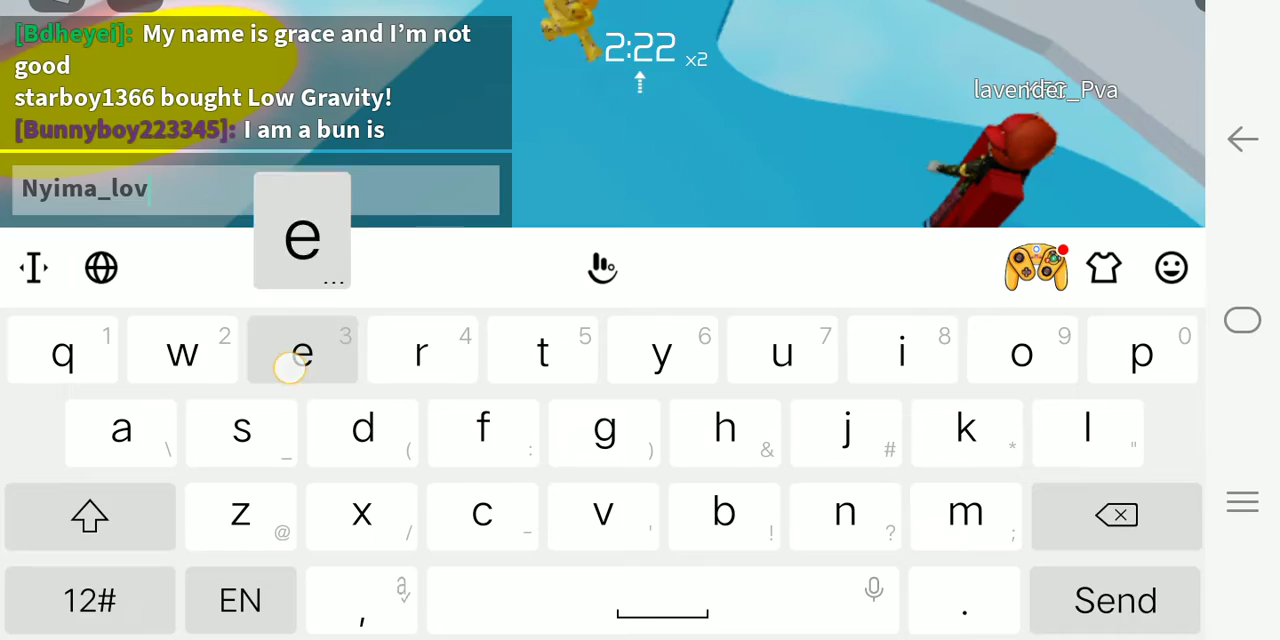 [Bdheyei]: My name is grace and I'm not
good
starboy1366 bought Low Gravity!
[Bunnyboy223345]: I am a bun is
2:22 x2
Nyima_lov
e
...
q 1 w 2 e 3 r 4 t 5 y 6 u 7 i 8 o 9 p 0
a \ s _ d ( f : g ) h & j # k * l "
z @ x / c - v ' b ! n ? m ;
12# EN , a . Send